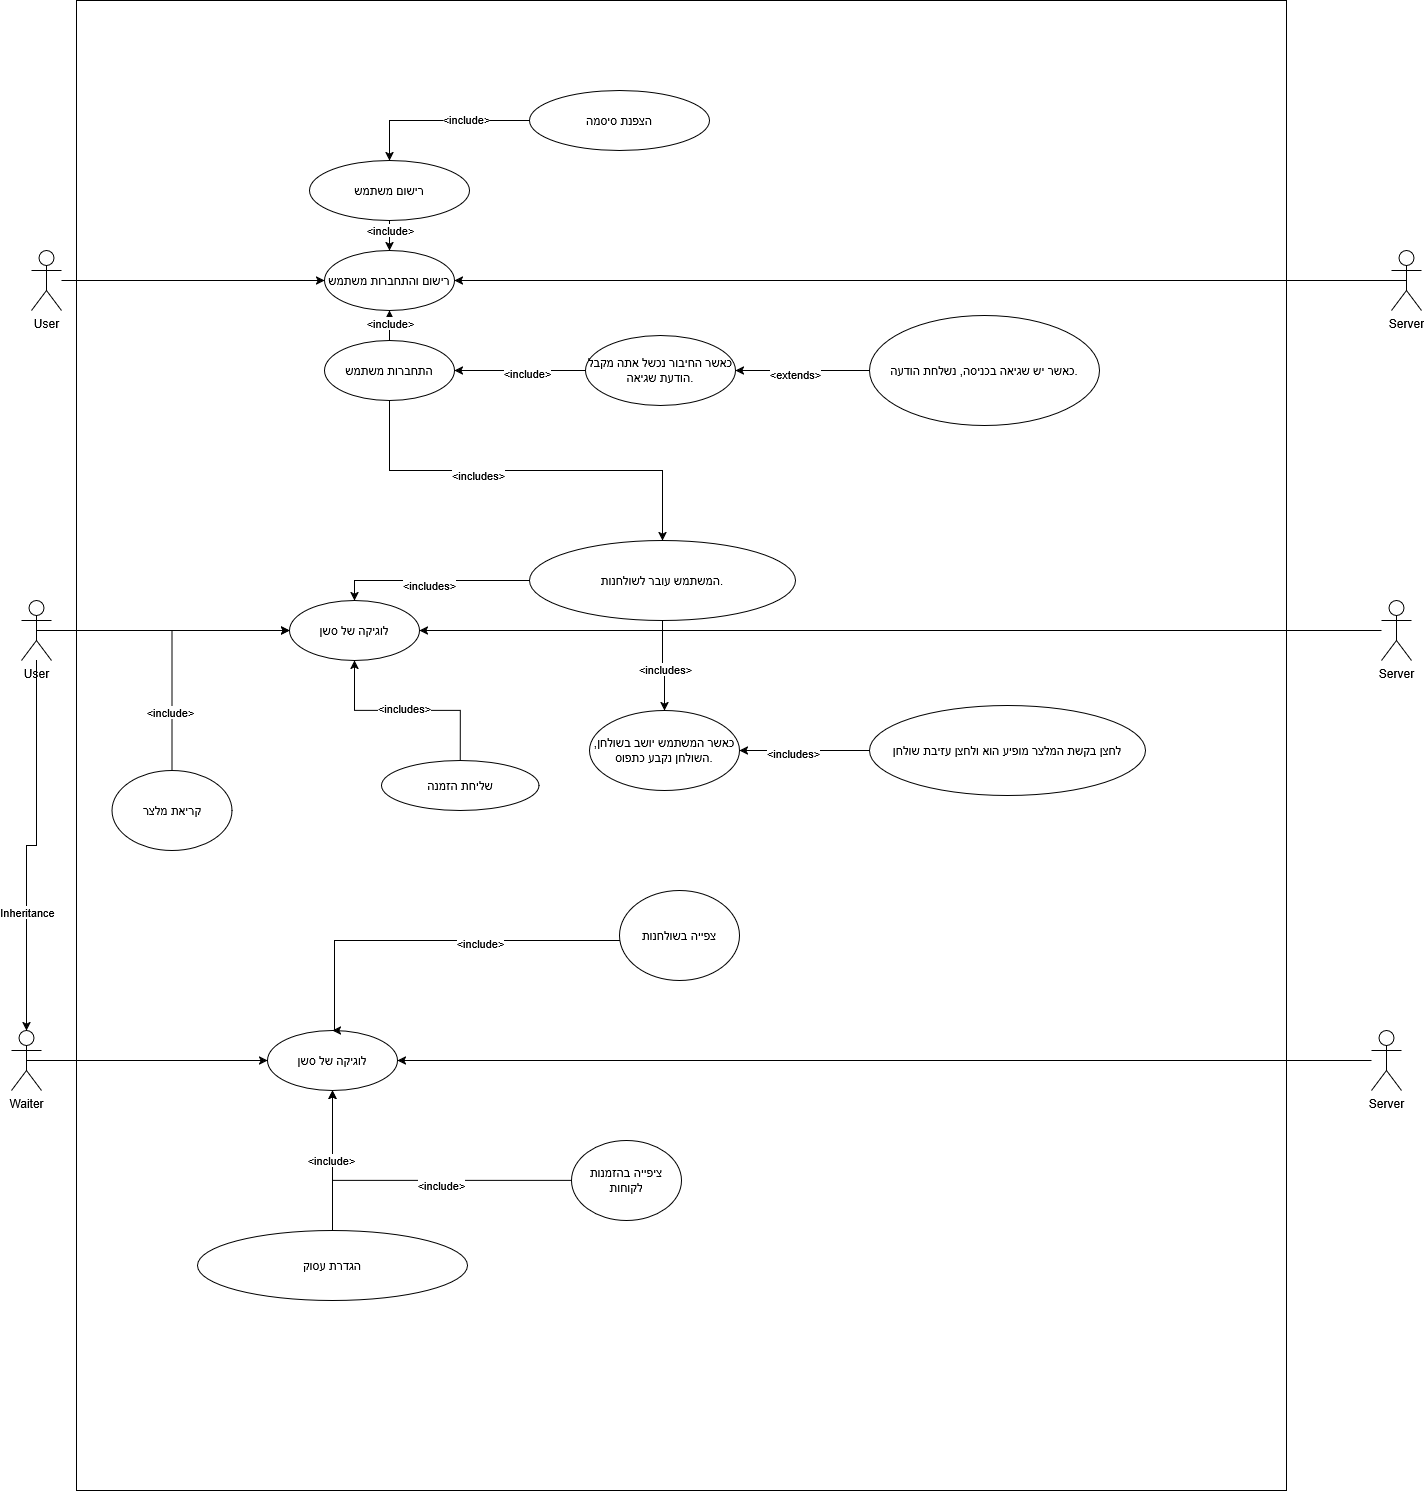 הצפנת סיסמה
<include>
רישום משתמש
<include>
רישום והתחברות משתמש
User
Server
<include>
התחברות משתמש
<include>
כאשר החיבור נכשל אתה מקבל
הודעת שגיאה.
<extends>
כאשר יש שגיאה בכניסה, נשלחת הודעה.
<includes>
המשתמש עובר לשולחנות.
<includes>
לוגיקה של סשן
User
Server
<includes>
<include>
<includes>
כאשר המשתמש יושב בשולחן,
השולחן נקבע כתפוס.
<includes>
לחצן בקשת המלצר מופיע הוא ולחצן עזיבת שולחן
שליחת הזמנה
קריאת מלצר
Inheritance
צפייה בשולחנות
<include>
לוגיקה של סשן
Waiter
Server
<include>
ציפייה בהזמנות
לקוחות
<include>
הגדרת עסוק